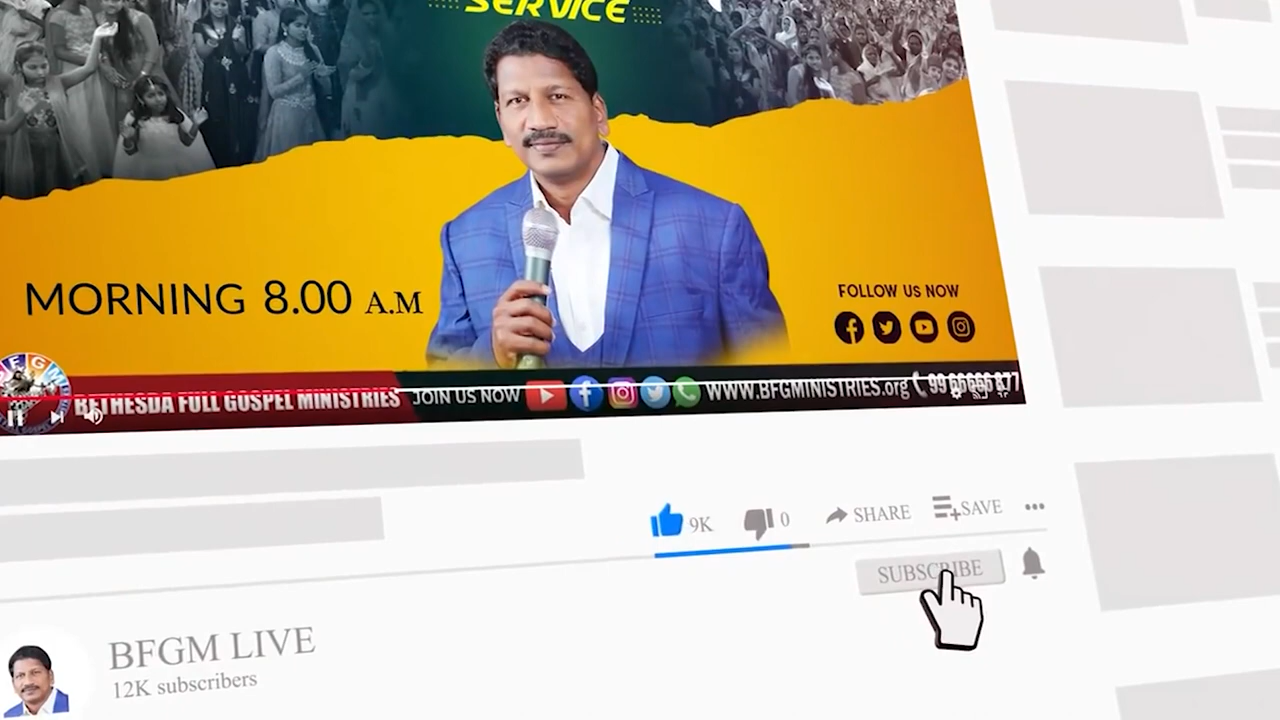 SERVICE
MORNING 8.00 A.M
FOLLOW US NOW
BETHESDA FULL GOSPEL MINISTRIES JOIN US NOW WWW.BFGMINISTRIES.org
9K 0 SHARE SAVE
SUBSCRIBE
BFGM LIVE
12K subscribers